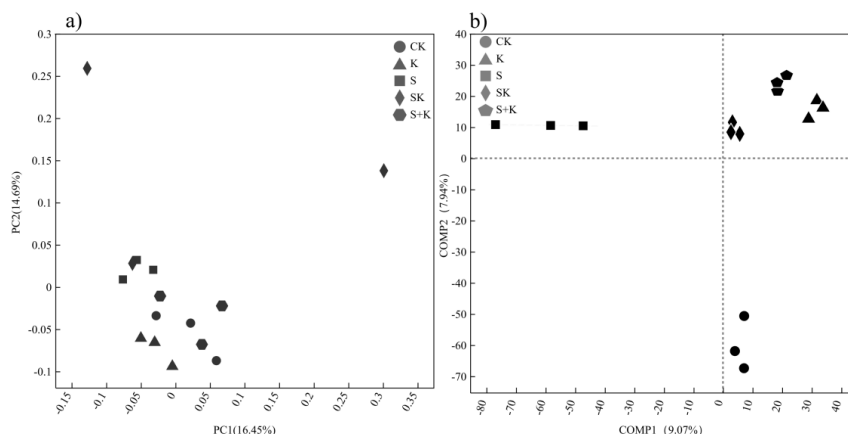 a)
0.3
0.25
0.2
0.15
0.1
0.05
0
-0.05
-0.1
PC2(14.69%)
CK
K
S
SK
S+K
-0.15
-0.1
-0.05
0
0.05
0.1
0.15
0.2
0.25
0.3
0.35
PC1(16.45%)
b)
40
30
20
10
0
-10
-20
-30
-40
-50
-60
-70
COMP2 (7.94%)
CK
K
S
SK
S+K
-80
-70
-60
-50
-40
-30
-20
-10
0
10
20
30
40
COMP1 (9.07%)